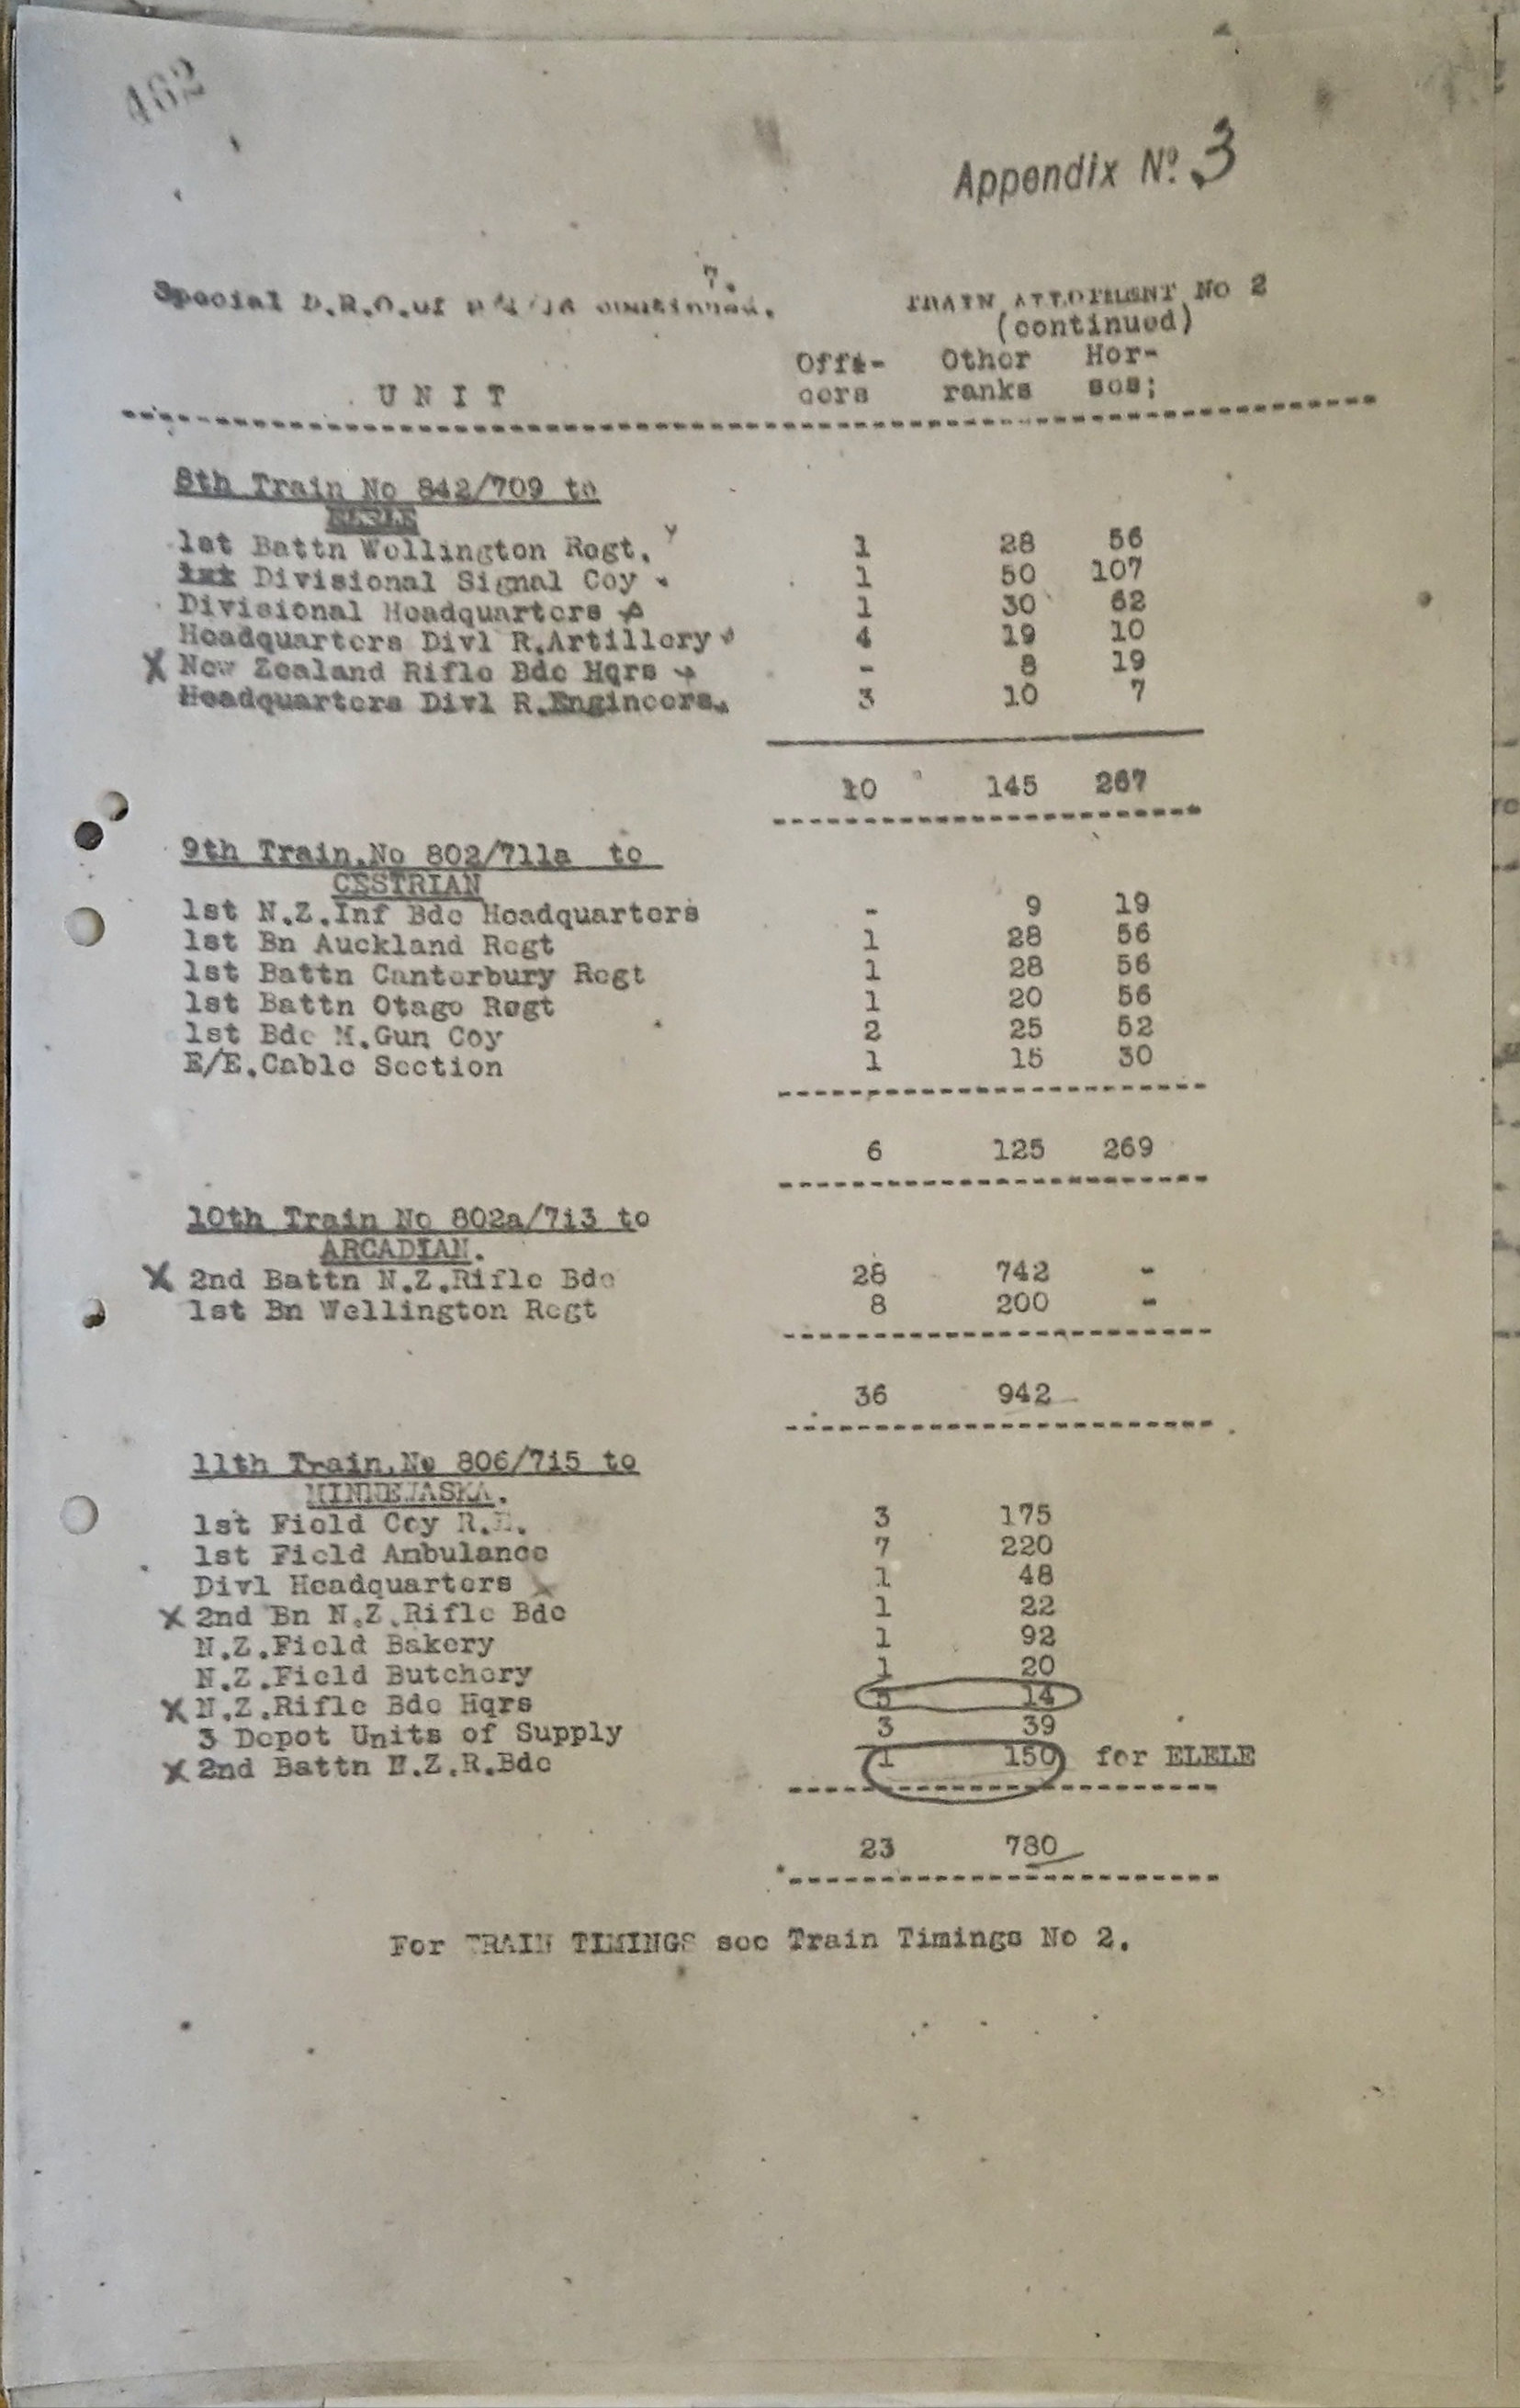 462
Appendix No. 3
7.
Special D.R.O. of continued. TRAIN ALLOTMENT No 2
(continued)
Offi- Other Hor-
UNIT cers ranks ses;
8th Train No 842/709 to
ELELE
1st Battn Wellington Regt. 1 28 56
Divisional Signal Coy 1 50 107
Divisional Headquarters 1 30 62
Headquarters Divl R.Artillery 4 19 10
X New Zealand Rifle Bde Hqrs - 8 19
Headquarters Divl R.Engineers. 3 10 7
10 145 267
9th Train.No 802/711a to
CESTRIAN
1st N.Z.Inf Bde Headquarters - 9 19
1st Bn Auckland Regt 1 28 56
1st Battn Canterbury Regt 1 28 56
1st Battn Otago Regt 1 20 56
1st Bde M.Gun Coy 2 25 52
E/E.Cable Section 1 15 30
6 125 269
10th Train No 802a/7i3 to
ARCADIAN.
X 2nd Battn N.Z.Rifle Bde 28 742 -
1st Bn Wellington Regt 8 200 -
36 942
11th Train.No 806/7i5 to
MINNEWASKA.
1st Field Coy R.E. 3 175
1st Field Ambulance 7 220
Divl Headquarters 1 48
X 2nd Bn N.Z.Rifle Bde 1 22
N.Z.Field Bakery 1 92
N.Z.Field Butchery 1 20
X N.Z.Rifle Bde Hqrs 5 14
3 Depot Units of Supply 3 39
X 2nd Battn N.Z.R.Bde 1 150 for ELELE
23 780
For TRAIN TIMINGS see Train Timings No 2.